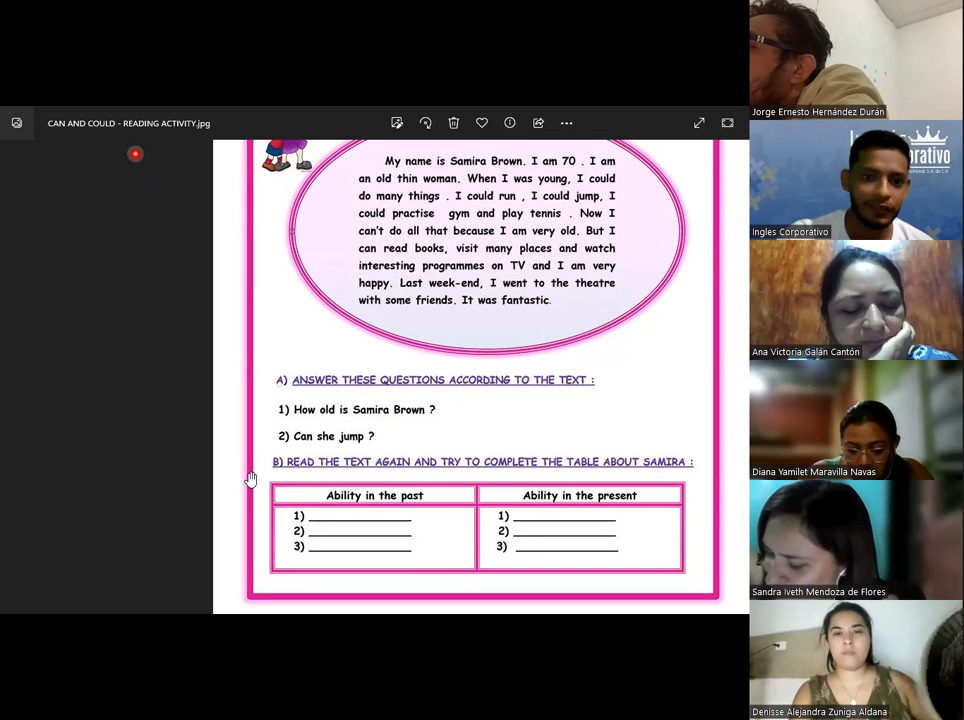 Jorge Ernesto Hernández Durán
CAN AND COULD - READING ACTIVITY.jpg
My name is Samira Brown. I am 70 . I am
an old thin woman. When I was young, I could
do many things . I could run , I could jump, I
could practise gym and play tennis . Now I
can't do all that because I am very old. But I
can read books, visit many places and watch
interesting programmes on TV and I am very
happy. Last week-end, I went to the theatre
with some friends. It was fantastic.
A) ANSWER THESE QUESTIONS ACCORDING TO THE TEXT :
1) How old is Samira Brown ?
2) Can she jump ?
B) READ THE TEXT AGAIN AND TRY TO COMPLETE THE TABLE ABOUT SAMIRA :
Ability in the past
1) _______________
2) _______________
3) _______________
Ability in the present
1) _______________
2) _______________
3) _______________
Ingles Corporativo
Ana Victoria Galán Cantón
Diana Yamilet Maravilla Navas
Sandra Iveth Mendoza de Flores
Denisse Alejandra Zuniga Aldana